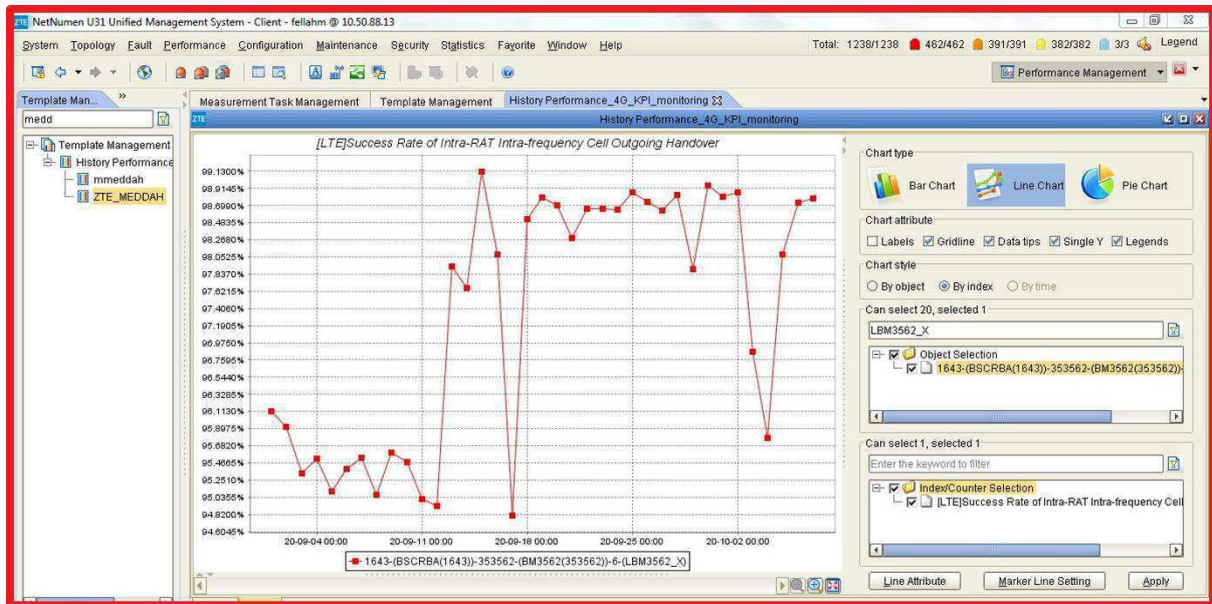 ZTE NetNumen U31 Unified Management System - Client - fellahm @ 10.50.88.13
System Topology Fault Performance Configuration Maintenance Security Statistics Favorite Window Help Total: 1238/1238 462/462 391/391 382/382 3/3 Legend
Performance Management
Template Man... » Measurement Task Management Template Management History Performance_4G_KPI_monitoring
medd
ZTE History Performance_4G_KPI_monitoring
Template Management
History Performance
mmeddah
ZTE_MEDDAH
[LTE]Success Rate of Intra-RAT Intra-frequency Cell Outgoing Handover
99.1300%
98.9145%
98.6990%
98.4835%
98.2680%
98.0525%
97.8370%
97.6215%
97.4060%
97.1905%
96.9750%
96.7595%
96.5440%
96.3285%
96.1130%
95.8975%
95.6820%
95.4665%
95.2510%
95.0355%
94.8200%
94.6045%
20-09-04 00:00 20-09-11 00:00 20-09-18 00:00 20-09-25 00:00 20-10-02 00:00
1643-(BSCRBA(1643))-353562-(BM3562(353562))-6-(LBM3562_X)
Chart type
Bar Chart Line Chart Pie Chart
Chart attribute
Labels Gridline Data tips Single Y Legends
Chart style
By object By index By time
Can select 20, selected 1
LBM3562_X
Object Selection
1643-(BSCRBA(1643))-353562-(BM3562(353562))-
Can select 1, selected 1
Enter the keyword to filter
Index/Counter Selection
[LTE]Success Rate of Intra-RAT Intra-frequency Cell
Line Attribute Marker Line Setting Apply